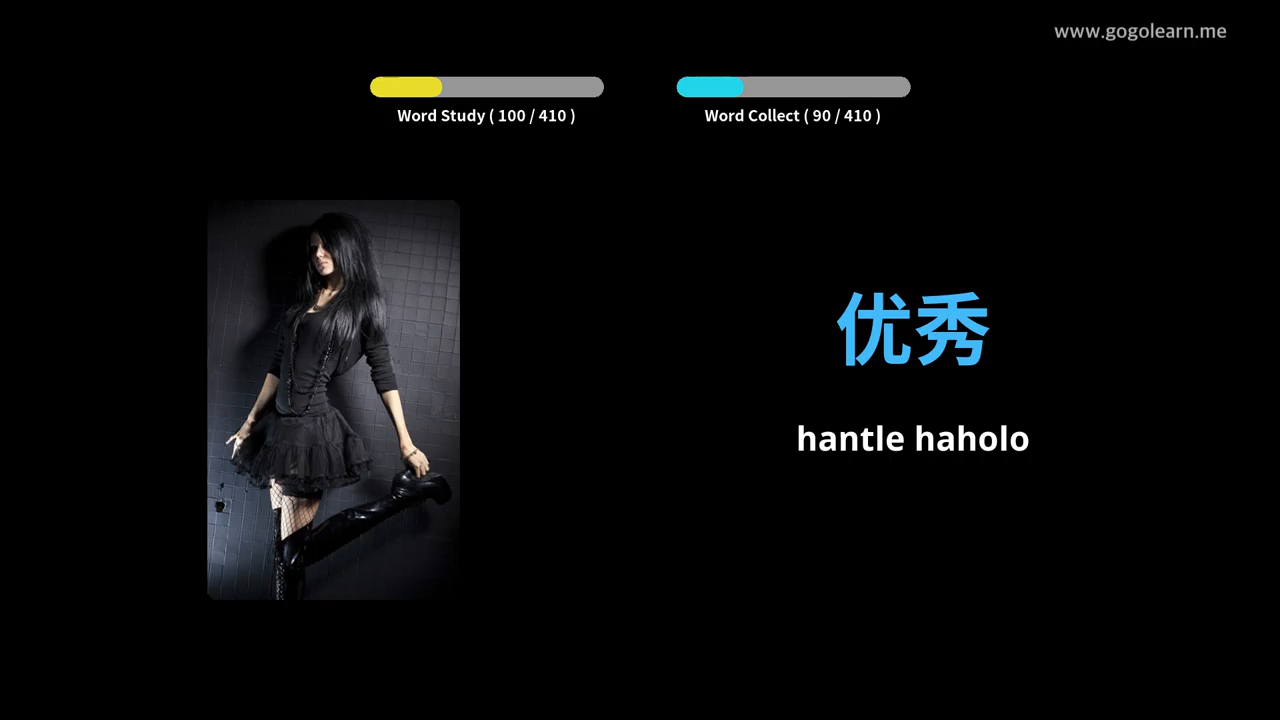 www.gogolearn.me
Word Study ( 100 / 410 )
Word Collect ( 90 / 410 )
优秀
hantle haholo